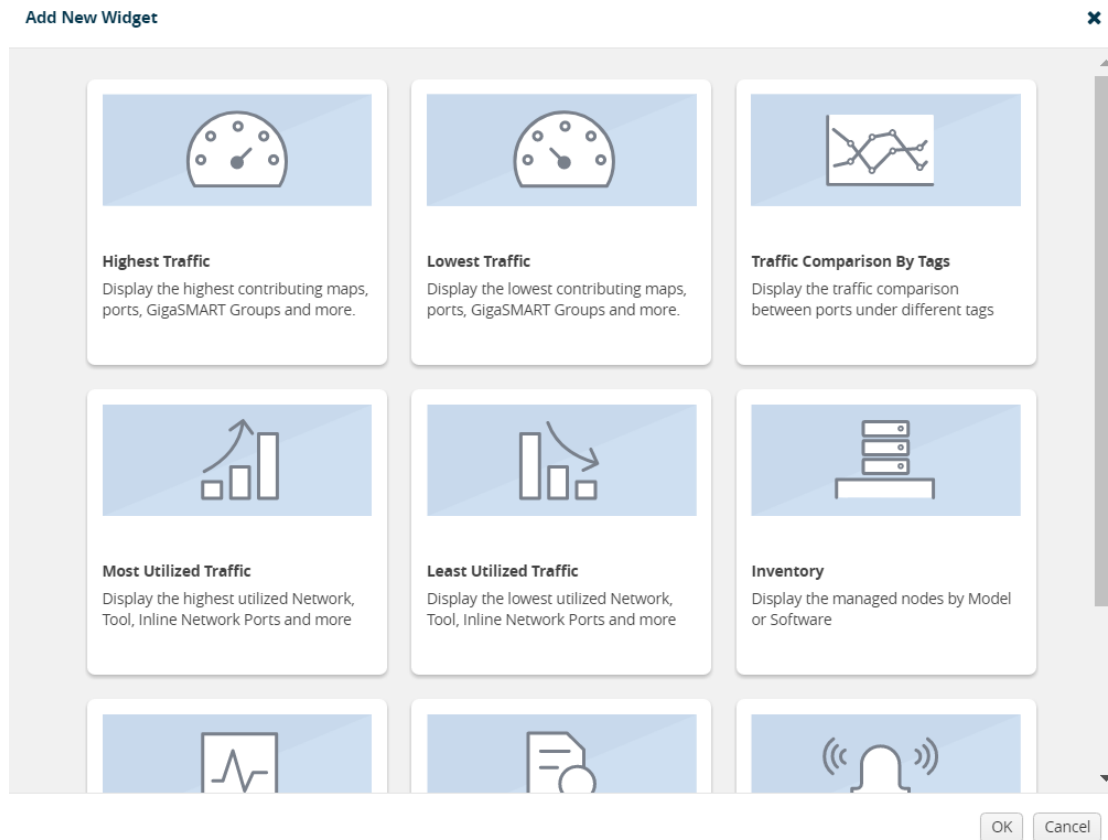 Add New Widget
Highest Traffic
Display the highest contributing maps,
ports, GigaSMART Groups and more.
Lowest Traffic
Display the lowest contributing maps,
ports, GigaSMART Groups and more.
Traffic Comparison By Tags
Display the traffic comparison
between ports under different tags
Most Utilized Traffic
Display the highest utilized Network,
Tool, Inline Network Ports and more
Least Utilized Traffic
Display the lowest utilized Network,
Tool, Inline Network Ports and more
Inventory
Display the managed nodes by Model
or Software
OK
Cancel